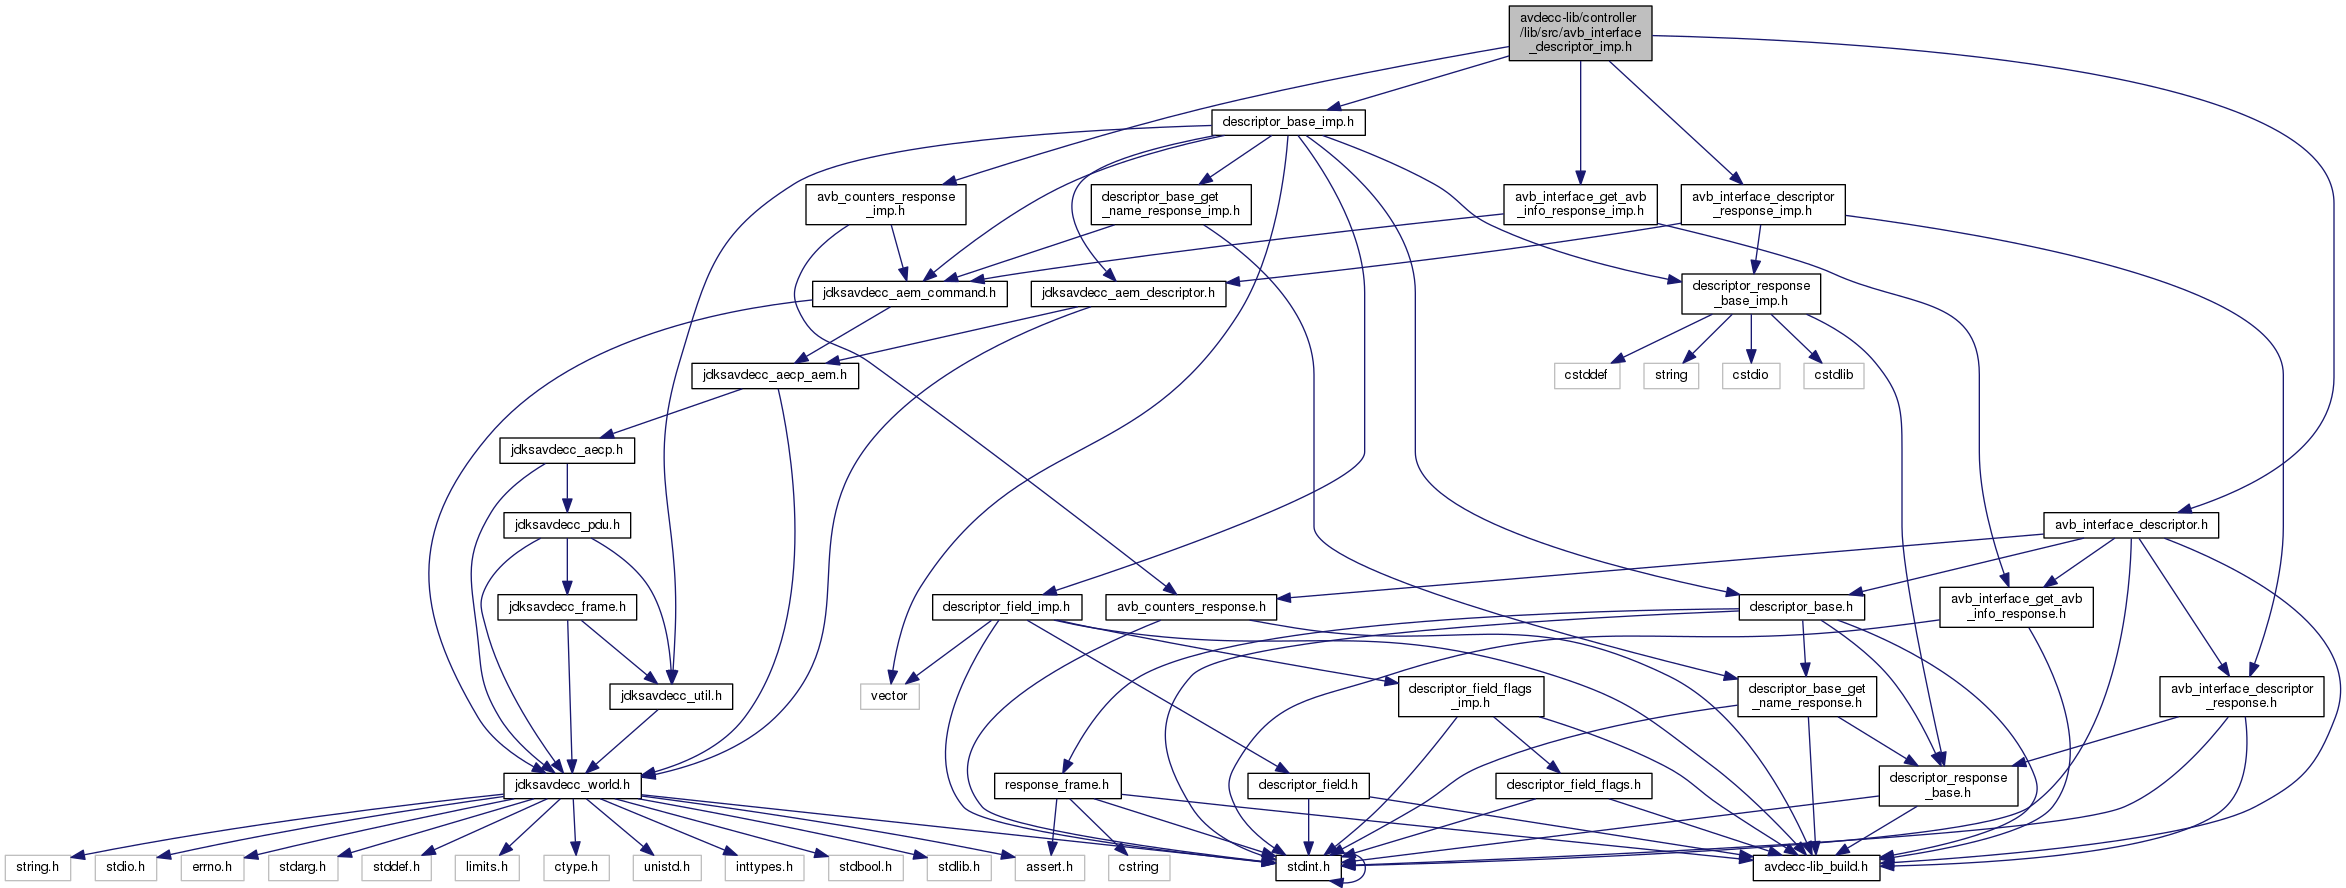 avdecc-lib/controller
/lib/src/avb_interface
_descriptor_imp.h
descriptor_base_imp.h
avb_counters_response
_imp.h
descriptor_base_get
_name_response_imp.h
avb_interface_get_avb
_info_response_imp.h
avb_interface_descriptor
_response_imp.h
jdksavdecc_aem_command.h
jdksavdecc_aem_descriptor.h
descriptor_response
_base_imp.h
jdksavdecc_aecp_aem.h
cstddef
string
cstdio
cstdlib
jdksavdecc_aecp.h
jdksavdecc_pdu.h
avb_interface_descriptor.h
jdksavdecc_frame.h
descriptor_field_imp.h
avb_counters_response.h
descriptor_base.h
avb_interface_get_avb
_info_response.h
jdksavdecc_util.h
vector
descriptor_field_flags
_imp.h
descriptor_base_get
_name_response.h
avb_interface_descriptor
_response.h
jdksavdecc_world.h
response_frame.h
descriptor_field.h
descriptor_field_flags.h
descriptor_response
_base.h
string.h
stdio.h
errno.h
stdarg.h
stddef.h
limits.h
ctype.h
unistd.h
inttypes.h
stdbool.h
stdlib.h
assert.h
cstring
stdint.h
avdecc-lib_build.h